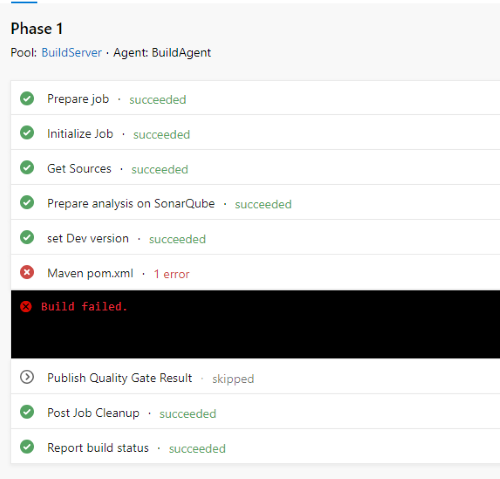 Phase 1
Pool: BuildServer · Agent: BuildAgent
Prepare job · succeeded
Initialize Job · succeeded
Get Sources · succeeded
Prepare analysis on SonarQube · succeeded
set Dev version · succeeded
Maven pom.xml · 1 error
Build failed.
Publish Quality Gate Result · skipped
Post Job Cleanup · succeeded
Report build status · succeeded